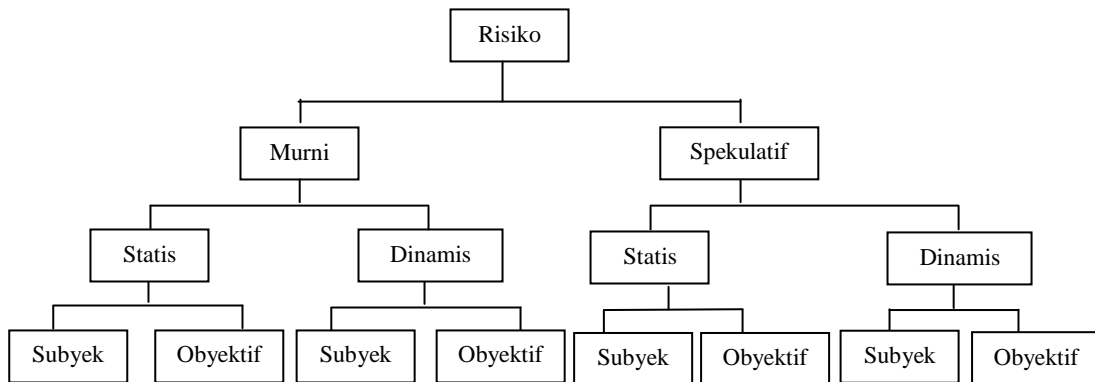 Risiko
Murni
Spekulatif
Statis
Dinamis
Statis
Dinamis
Subyek
Obyektif
Subyek
Obyektif
Subyek
Obyektif
Subyek
Obyektif